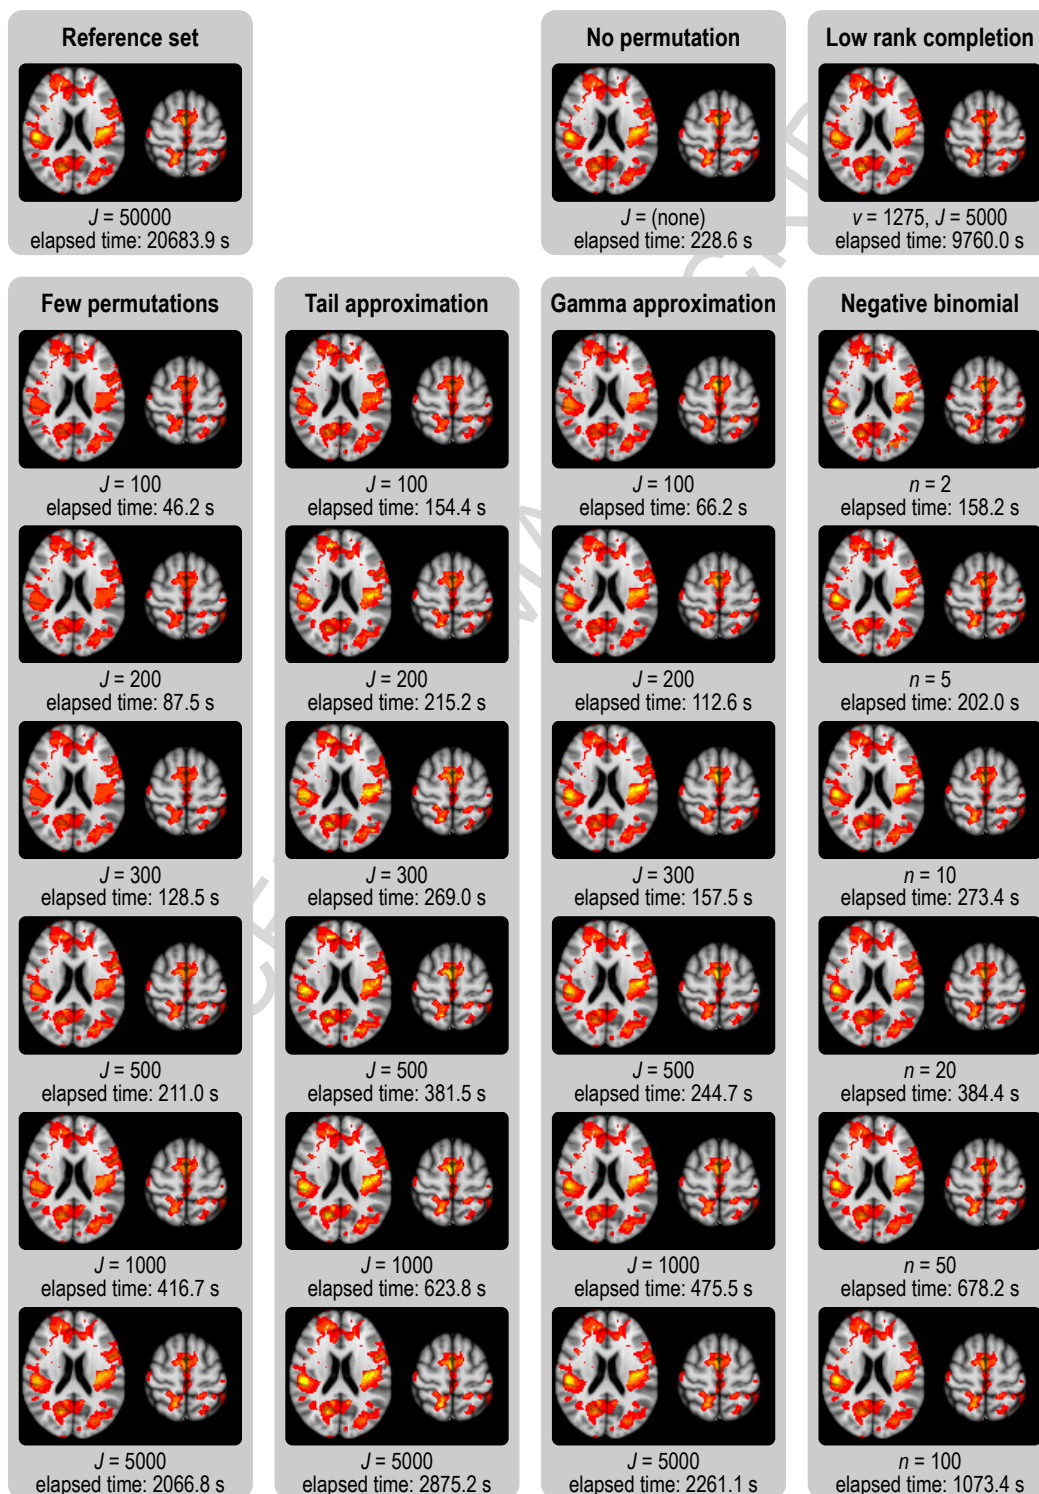 Reference set
J = 50000
elapsed time: 20683.9 s
No permutation
J = (none)
elapsed time: 228.6 s
Low rank completion
v = 1275, J = 5000
elapsed time: 9760.0 s
Few permutations
J = 100
elapsed time: 46.2 s
J = 200
elapsed time: 87.5 s
J = 300
elapsed time: 128.5 s
J = 500
elapsed time: 211.0 s
J = 1000
elapsed time: 416.7 s
J = 5000
elapsed time: 2066.8 s
Tail approximation
J = 100
elapsed time: 154.4 s
J = 200
elapsed time: 215.2 s
J = 300
elapsed time: 269.0 s
J = 500
elapsed time: 381.5 s
J = 1000
elapsed time: 623.8 s
J = 5000
elapsed time: 2875.2 s
Gamma approximation
J = 100
elapsed time: 66.2 s
J = 200
elapsed time: 112.6 s
J = 300
elapsed time: 157.5 s
J = 500
elapsed time: 244.7 s
J = 1000
elapsed time: 475.5 s
J = 5000
elapsed time: 2261.1 s
Negative binomial
n = 2
elapsed time: 158.2 s
n = 5
elapsed time: 202.0 s
n = 10
elapsed time: 273.4 s
n = 20
elapsed time: 384.4 s
n = 50
elapsed time: 678.2 s
n = 100
elapsed time: 1073.4 s